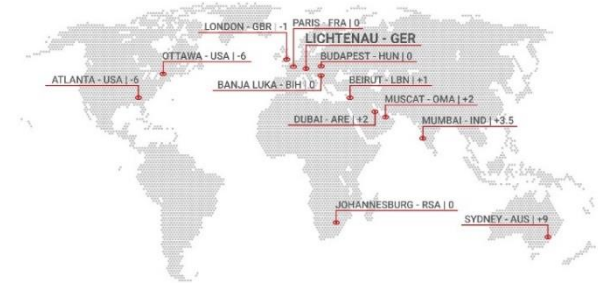 LONDON - GBR | -1
PARIS - FRA | 0
LICHTENAU - GER
OTTAWA - USA | -6
BUDAPEST - HUN | 0
ATLANTA - USA | -6
BANJA LUKA - BIH | 0
BEIRUT - LBN | +1
MUSCAT - OMA | +2
DUBAI - ARE | +2
MUMBAI - IND | +3.5
JOHANNESBURG - RSA | 0
SYDNEY - AUS | +9